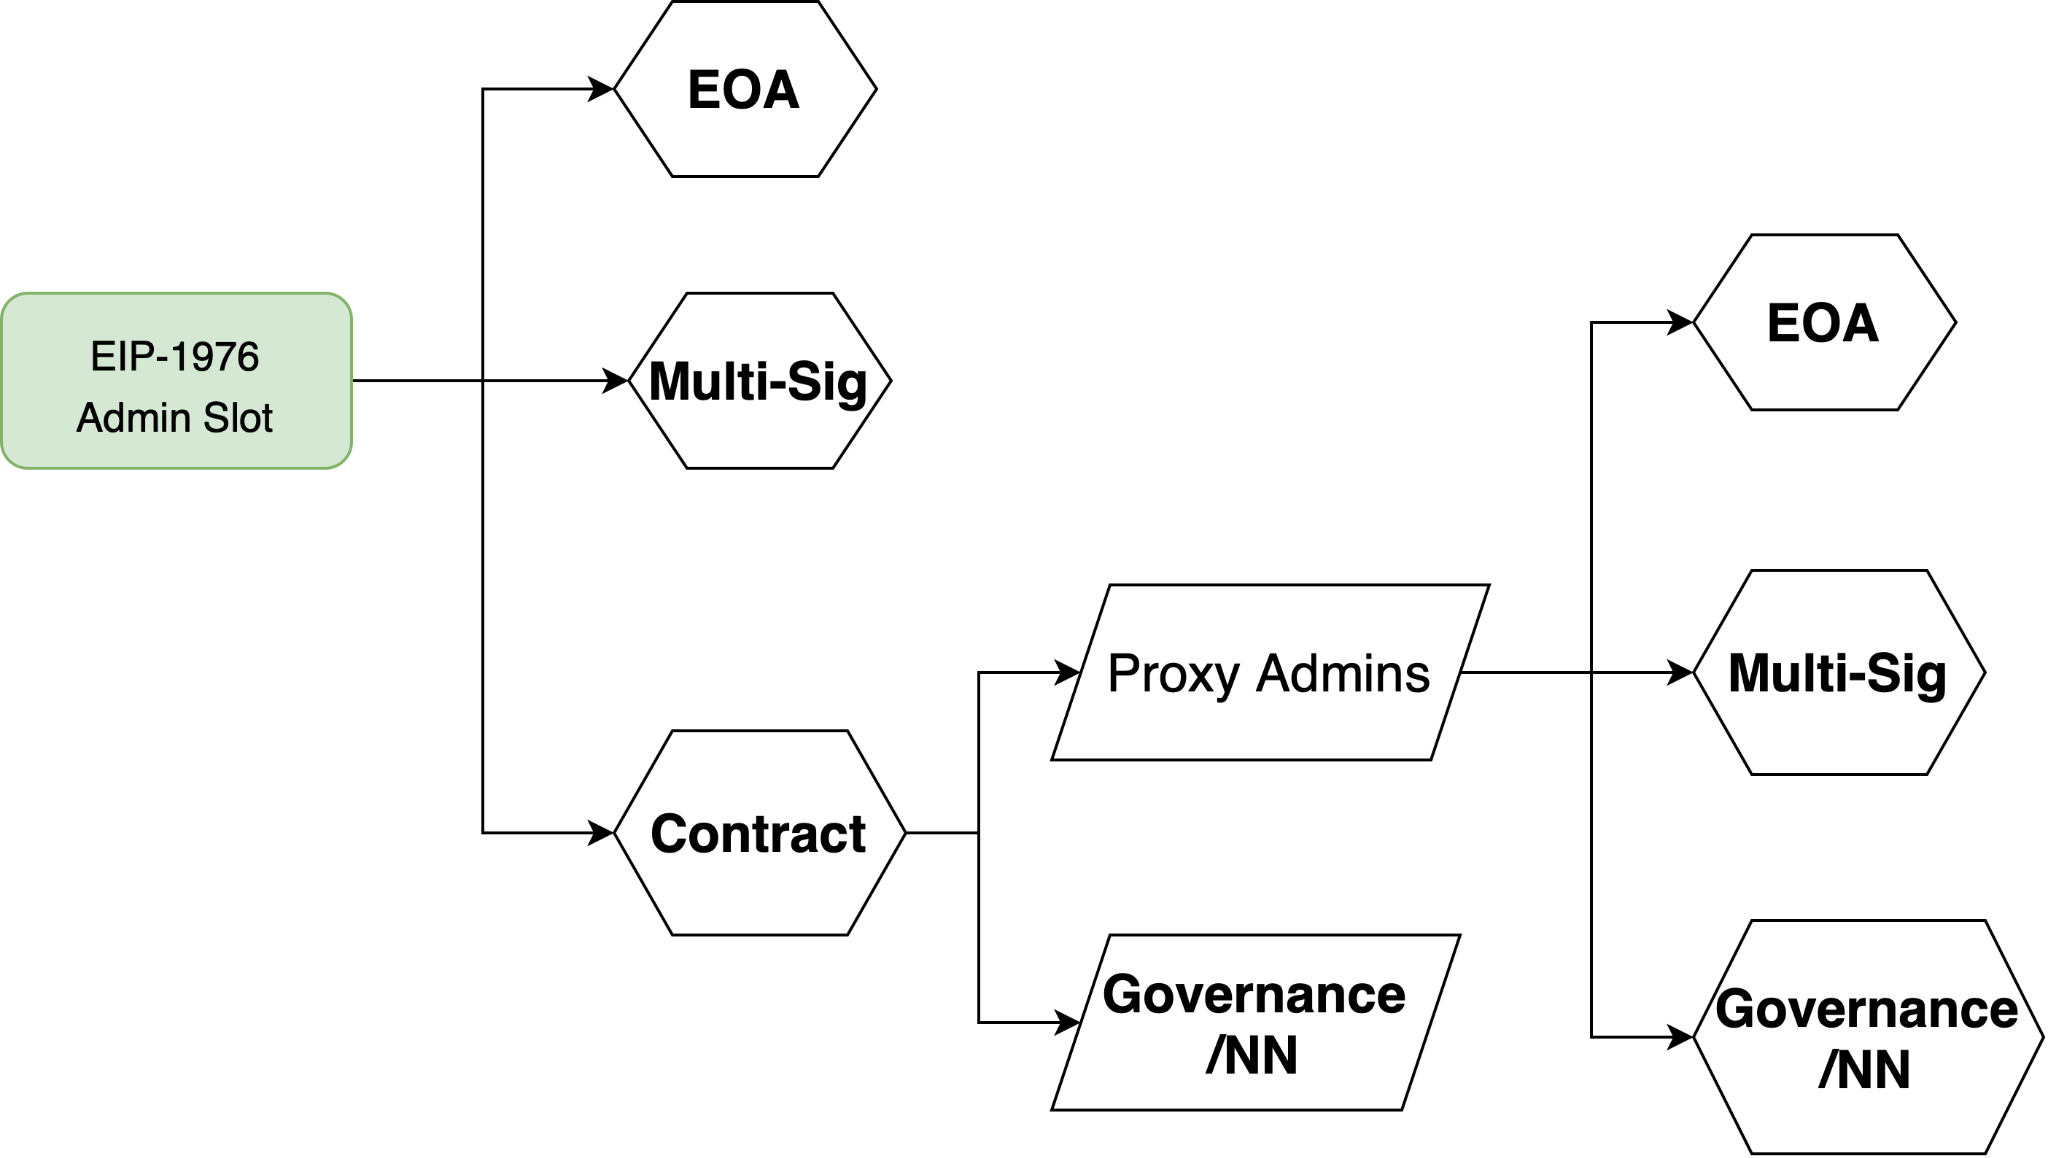 EOA
EIP-1976
Admin Slot
Multi-Sig
Contract
Proxy Admins
Governance
/NN
EOA
Multi-Sig
Governance
/NN